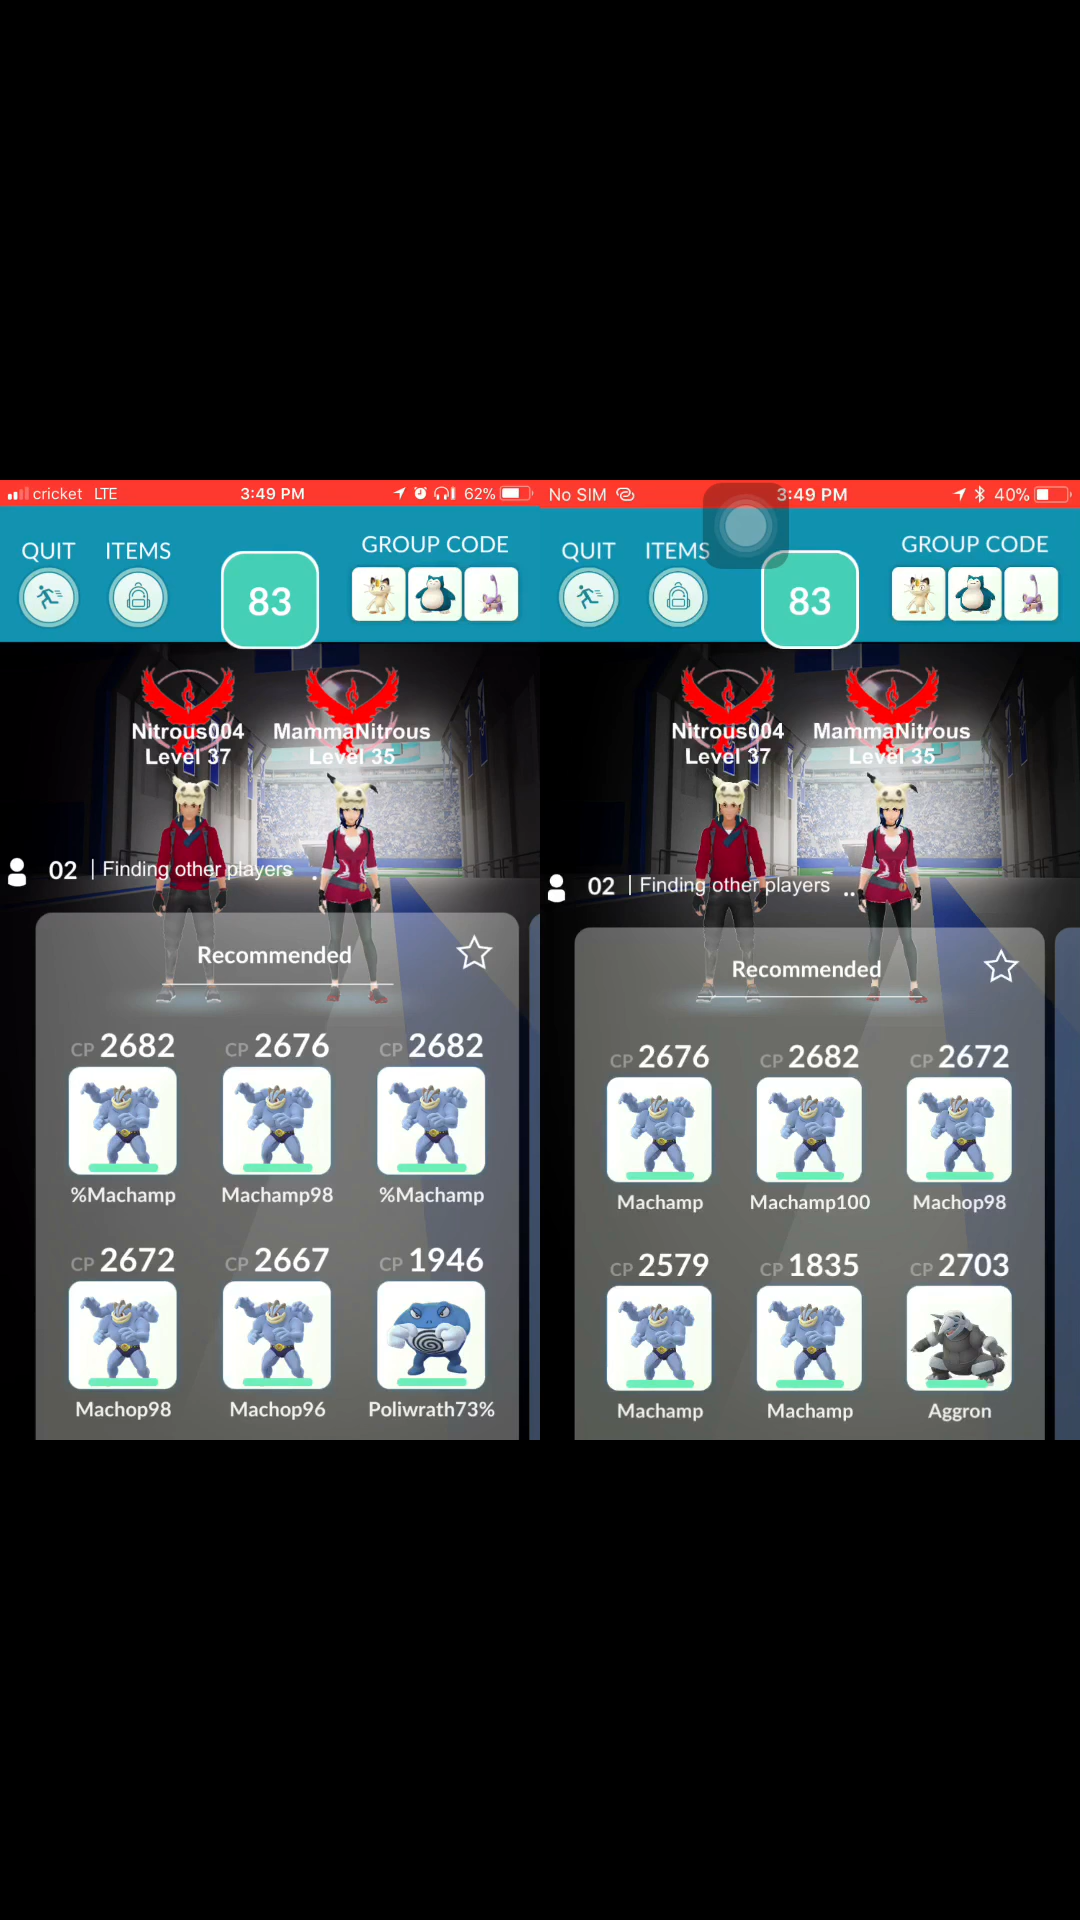 cricket LTE 3:49 PM 62%
QUIT ITEMS 83 GROUP CODE
Nitrous004 MammaNitrous
Level 37 Level 35
02 | Finding other players .
Recommended
CP 2682 CP 2676 CP 2682
%Machamp Machamp98 %Machamp
CP 2672 CP 2667 CP 1946
Machop98 Machop96 Poliwrath73%
No SIM 3:49 PM 40%
QUIT ITEMS 83 GROUP CODE
Nitrous004 MammaNitrous
Level 37 Level 35
02 | Finding other players ..
Recommended
CP 2676 CP 2682 CP 2672
Machamp Machamp100 Machop98
CP 2579 CP 1835 CP 2703
Machamp Machamp Aggron